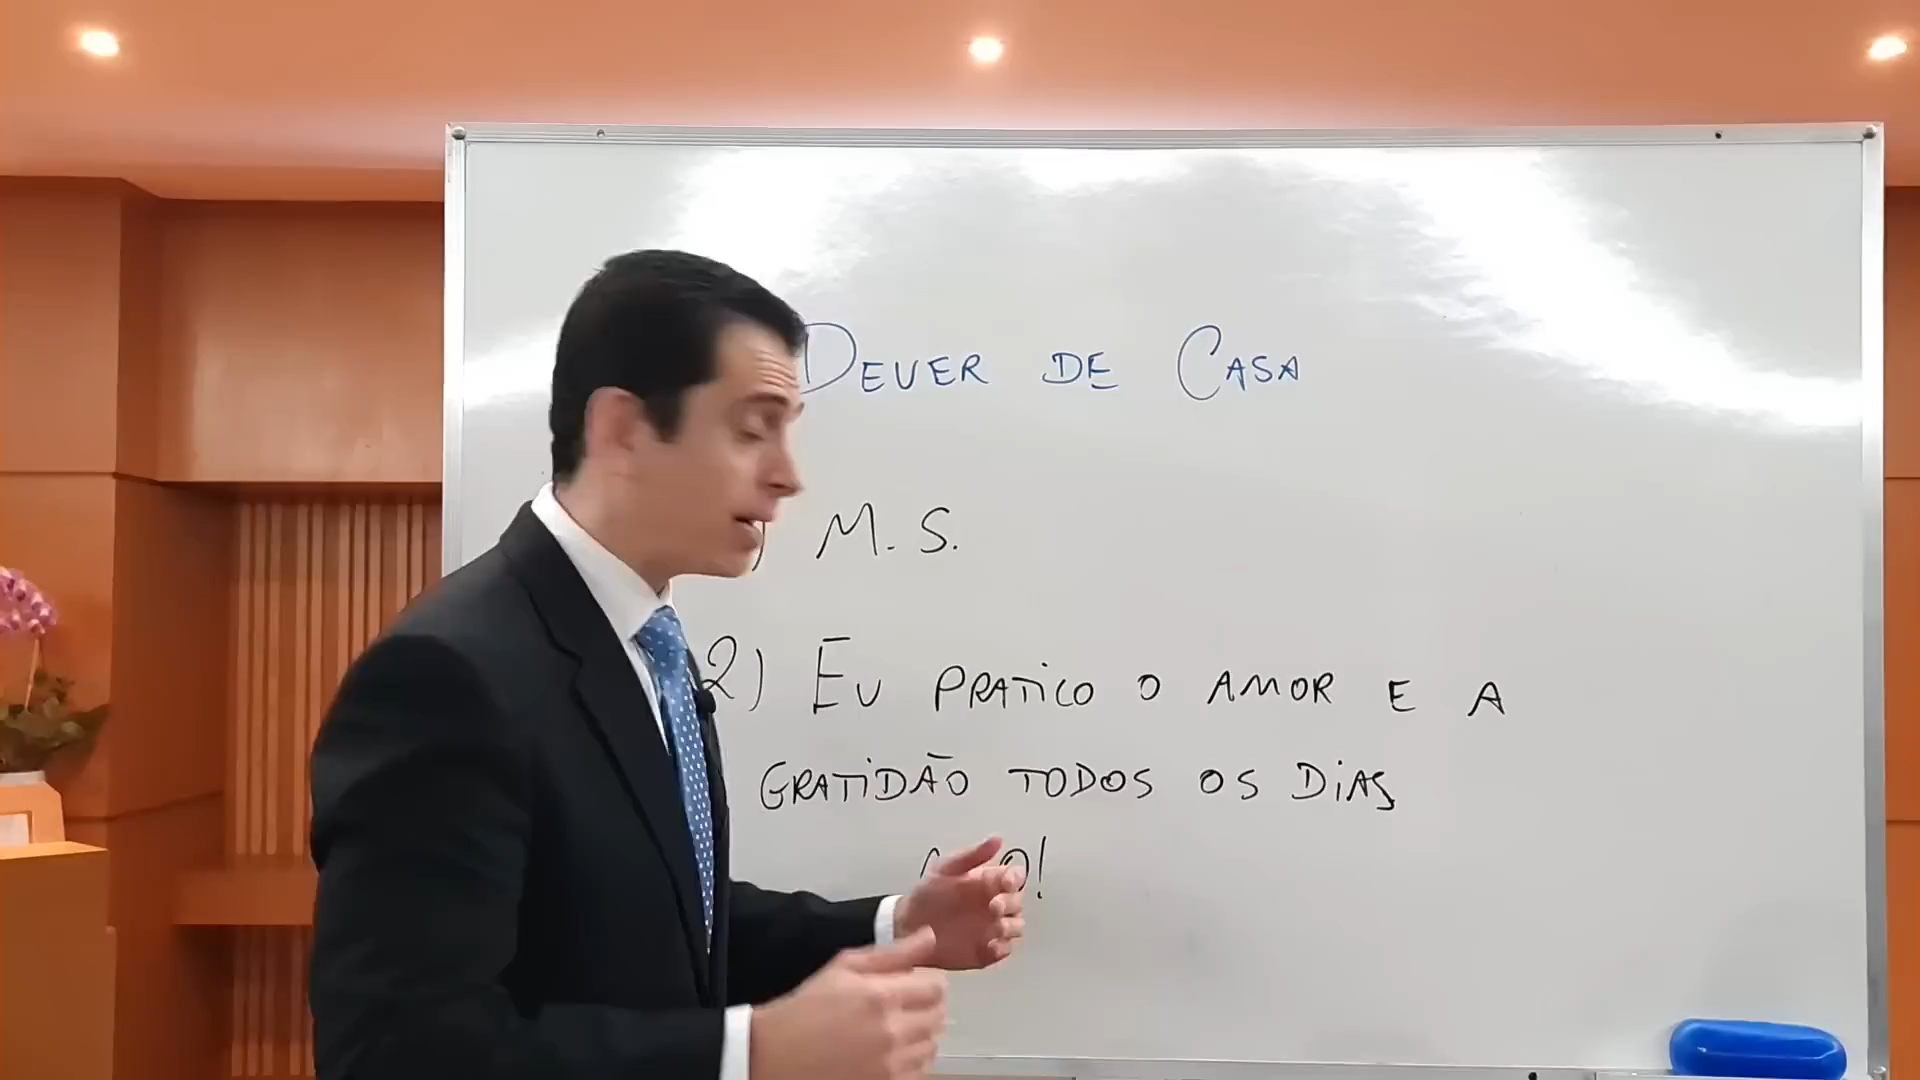 DEVER DE CASA
) M. S.
2) EU PRATICO O AMOR E A
GRATIDÃO TODOS OS DIAS